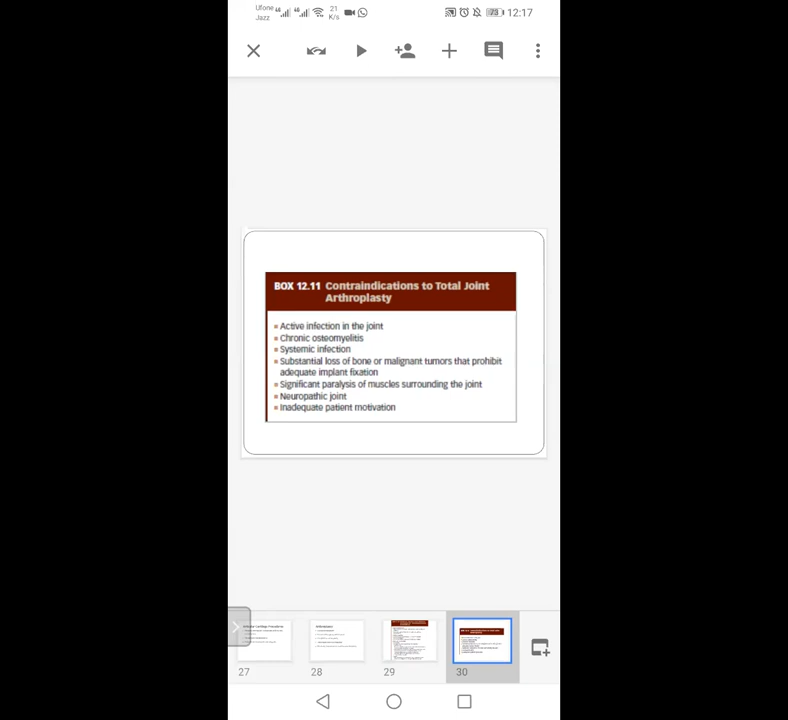 Ufone
Jazz
21
K/s
73
12:17
BOX 12.11 Contraindications to Total Joint
Arthroplasty
Active infection in the joint
Chronic osteomyelitis
Systemic infection
Substantial loss of bone or malignant tumors that prohibit
adequate implant fixation
Significant paralysis of muscles surrounding the joint
Neuropathic joint
Inadequate patient motivation
27
28
29
30